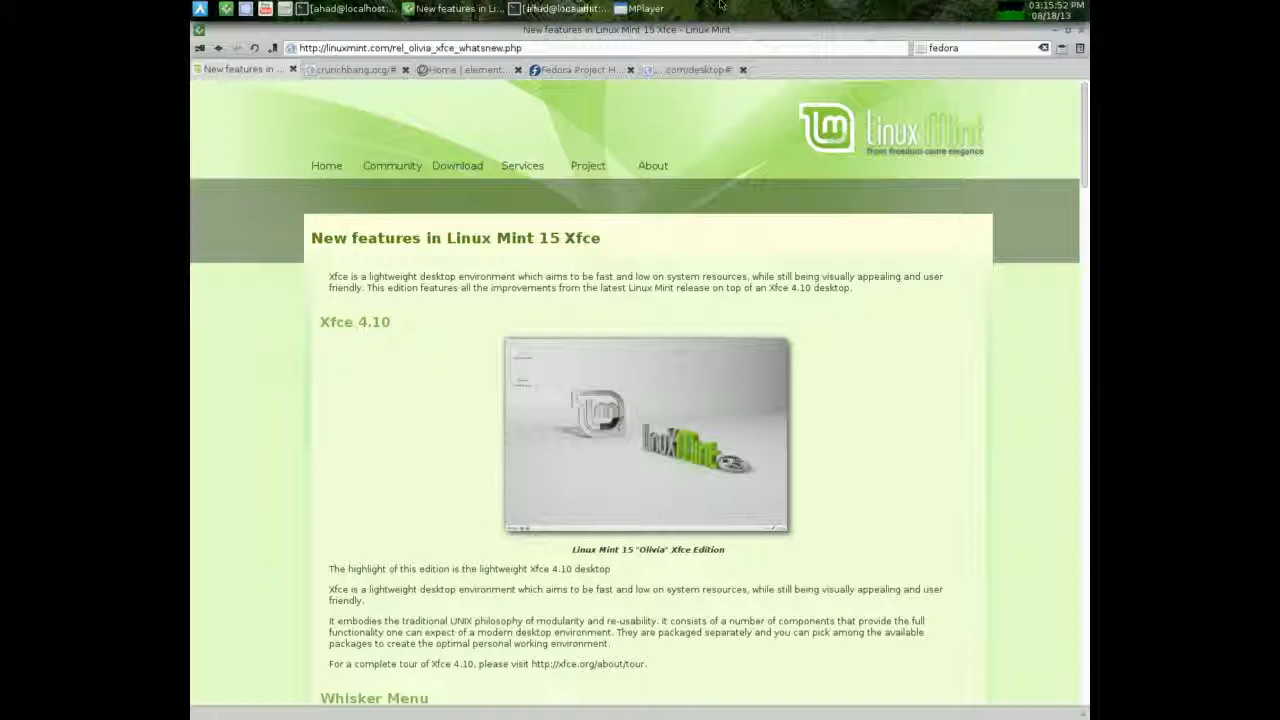 [ahad@localhost:... New features in Li... [ahad@localhost:... MPlayer 03:15:52 PM
08/18/13
New features in Linux Mint 15 Xfce - Linux Mint
http://linuxmint.com/rel_olivia_xfce_whatsnew.php fedora
New features in ... crunchbang.org/# Home | element... Fedora Project H... ....com/desktop#
Linux Mint
from freedom came elegance
Home Community Download Services Project About
New features in Linux Mint 15 Xfce
Xfce is a lightweight desktop environment which aims to be fast and low on system resources, while still being visually appealing and user
friendly. This edition features all the improvements from the latest Linux Mint release on top of an Xfce 4.10 desktop.
Xfce 4.10
Linux Mint
Linux Mint 15 "Olivia" Xfce Edition
The highlight of this edition is the lightweight Xfce 4.10 desktop
Xfce is a lightweight desktop environment which aims to be fast and low on system resources, while still being visually appealing and user
friendly.
It embodies the traditional UNIX philosophy of modularity and re-usability. It consists of a number of components that provide the full
functionality one can expect of a modern desktop environment. They are packaged separately and you can pick among the available
packages to create the optimal personal working environment.
For a complete tour of Xfce 4.10, please visit http://xfce.org/about/tour.
Whisker Menu